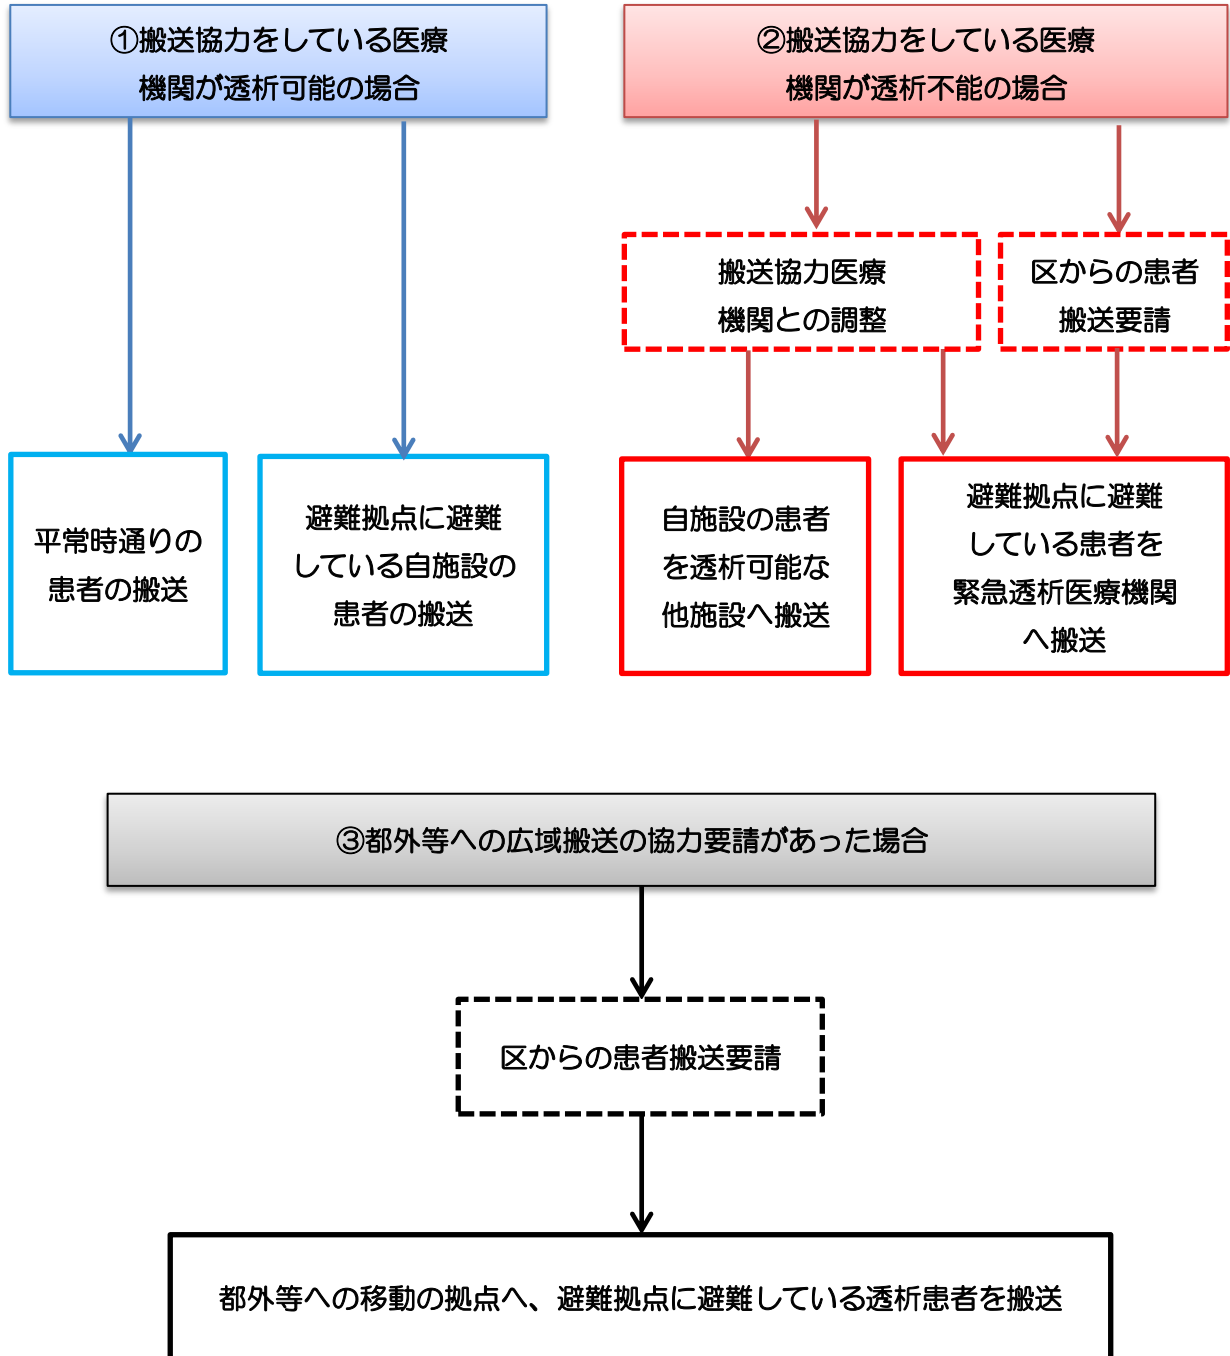 ①搬送協力をしている医療
機関が透析可能の場合
②搬送協力をしている医療
機関が透析不能の場合
搬送協力医療
機関との調整
区からの患者
搬送要請
平常時通りの
患者の搬送
避難拠点に避難
している自施設の
患者の搬送
自施設の患者
を透析可能な
他施設へ搬送
避難拠点に避難
している患者を
緊急透析医療機関
へ搬送
③都外等への広域搬送の協力要請があった場合
区からの患者搬送要請
都外等への移動の拠点へ、避難拠点に避難している透析患者を搬送